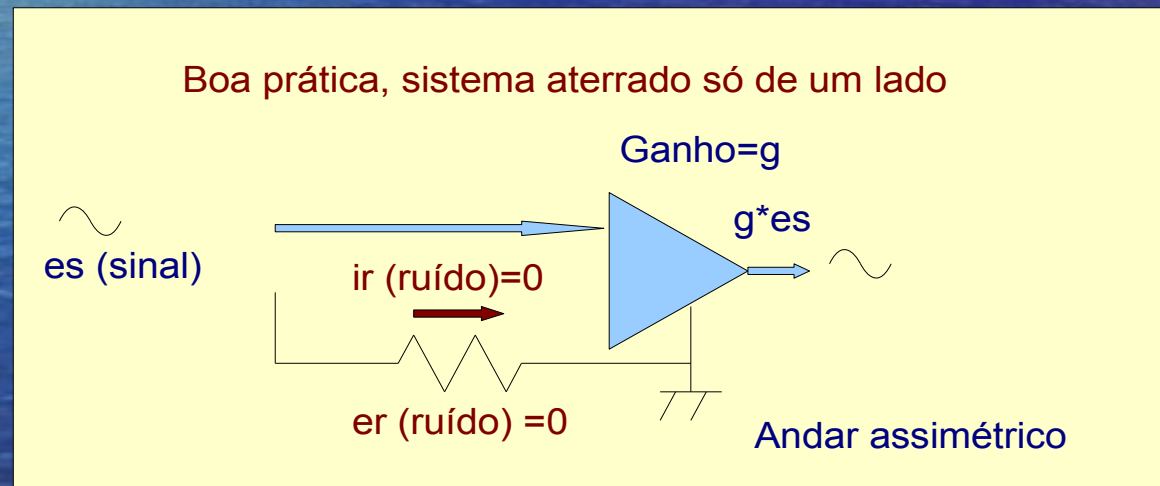 Boa prática, sistema aterrado só de um lado
Ganho=g
g*es
es (sinal)
ir (ruído)=0
er (ruído) =0
Andar assimétrico